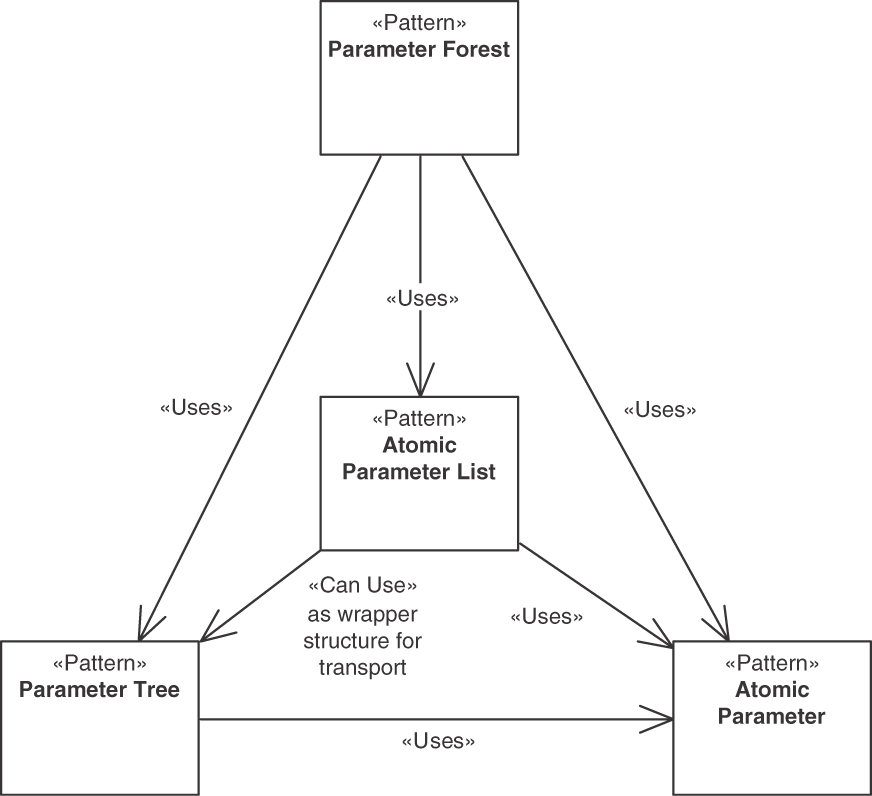 «Pattern»
Parameter Forest
«Uses»
«Uses»
«Uses»
«Pattern»
Atomic
Parameter List
«Can Use»
as wrapper
structure for
transport
«Uses»
«Pattern»
Parameter Tree
«Pattern»
Atomic
Parameter
«Uses»